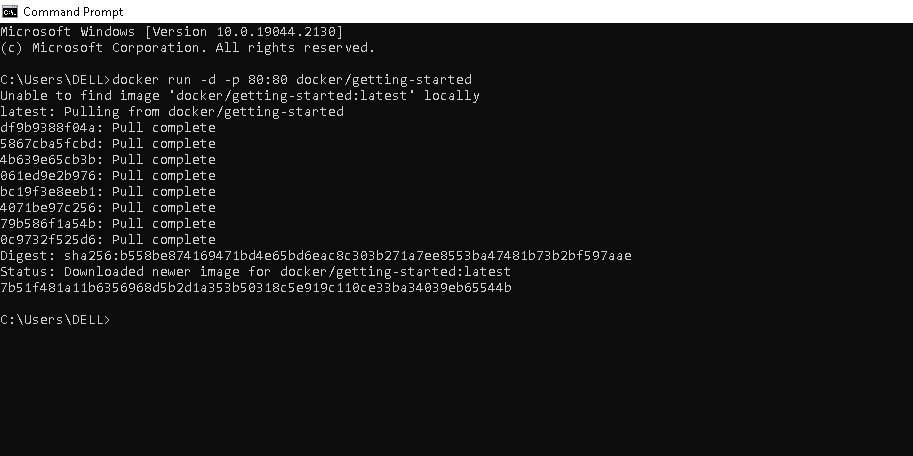 Command Prompt
Microsoft Windows [Version 10.0.19044.2130]
(c) Microsoft Corporation. All rights reserved.
C:\Users\DELL>docker run -d -p 80:80 docker/getting-started
Unable to find image 'docker/getting-started:latest' locally
latest: Pulling from docker/getting-started
df9b9388f04a: Pull complete
5867cba5fcbd: Pull complete
4b639e65cb3b: Pull complete
061ed9e2b976: Pull complete
bc19f3e8eeb1: Pull complete
4071be97c256: Pull complete
79b586f1a54b: Pull complete
0c9732f525d6: Pull complete
Digest: sha256:b558be874169471bd4e65bd6eac8c303b271a7ee8553ba47481b73b2bf597aae
Status: Downloaded newer image for docker/getting-started:latest
7b51f481a11b6356968d5b2d1a353b50318c5e919c110ce33ba34039eb65544b
C:\Users\DELL>